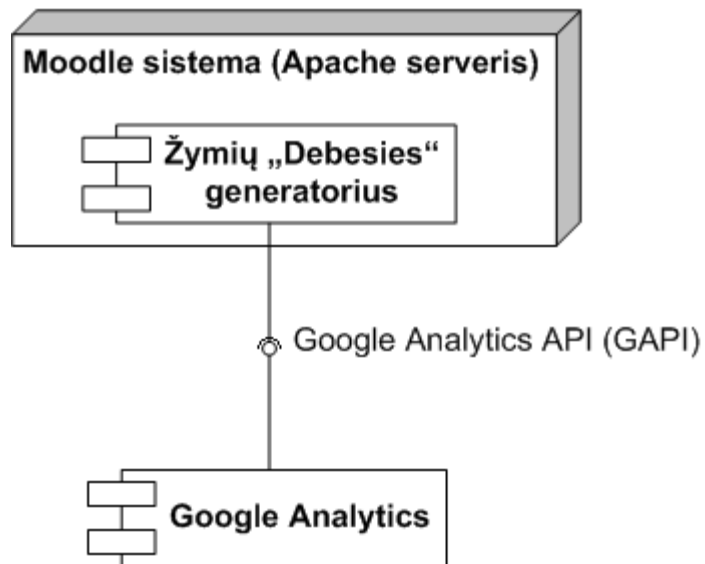 Moodle sistema (Apache serveris)
Žymių „Debesies“
generatorius
Google Analytics API (GAPI)
Google Analytics